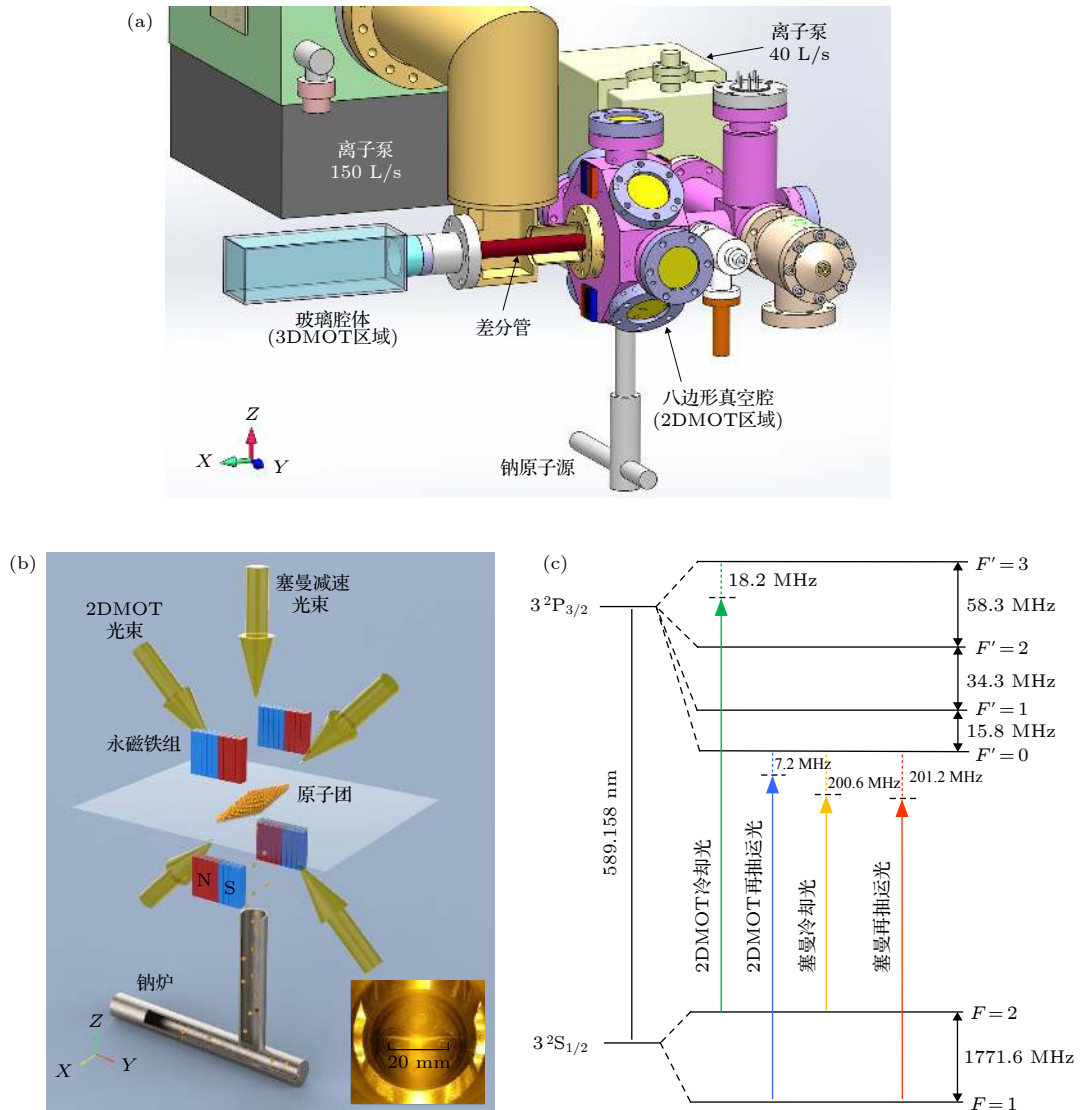 (a)
离子泵
40 L/s
离子泵
150 L/s
玻璃腔体
(3DMOT区域)
差分管
八边形真空腔
(2DMOT区域)
钠原子源
Z
X
Y
(b)
塞曼减速
光束
2DMOT
光束
永磁铁组
原子团
N
S
钠炉
Z
X
Y
20 mm
(c)
F′=3
18.2 MHz
3 ²P₃/₂
58.3 MHz
F′=2
34.3 MHz
F′=1
15.8 MHz
F′=0
7.2 MHz
200.6 MHz
201.2 MHz
589.158 nm
2DMOT冷却光
2DMOT再抽运光
塞曼冷却光
塞曼再抽运光
F=2
3 ²S₁/₂
1771.6 MHz
F=1